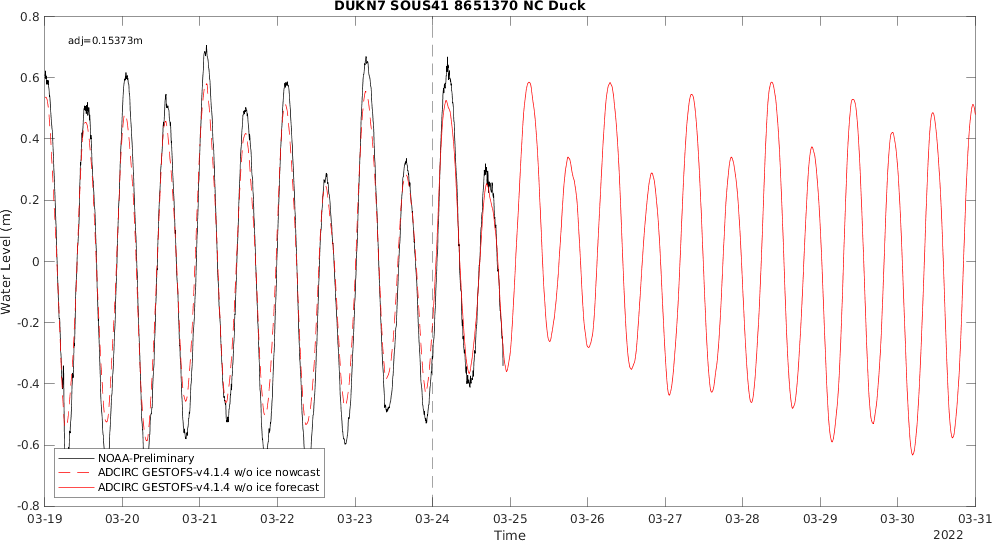 DUKN7 SOUS41 8651370 NC Duck
adj=0.15373m
0.8
0.6
0.4
0.2
0
-0.2
-0.4
-0.6
-0.8
Water Level (m)
NOAA-Preliminary
ADCIRC GESTOFS-v4.1.4 w/o ice nowcast
ADCIRC GESTOFS-v4.1.4 w/o ice forecast
03-19 03-20 03-21 03-22 03-23 03-24 03-25 03-26 03-27 03-28 03-29 03-30 03-31
Time
2022